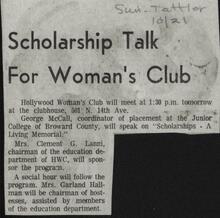 Sun-Tattler
10/21
Scholarship Talk
For Woman's Club
Hollywood Woman's Club will meet at 1:30 p.m. tomorrow
at the clubhouse, 501 N. 14th Ave.
George McCall, coordinator of placement at the Junior
College of Broward County, will speak on "Scholarships - A
Living Memorial."
Mrs. Clement G. Lanni,
chairman of the education de-
partment of HWC, will spon-
sor the program.
A social hour will follow the
program. Mrs. Garland Hall-
man will be chairman of host-
esses, assisted by members of
the education department.